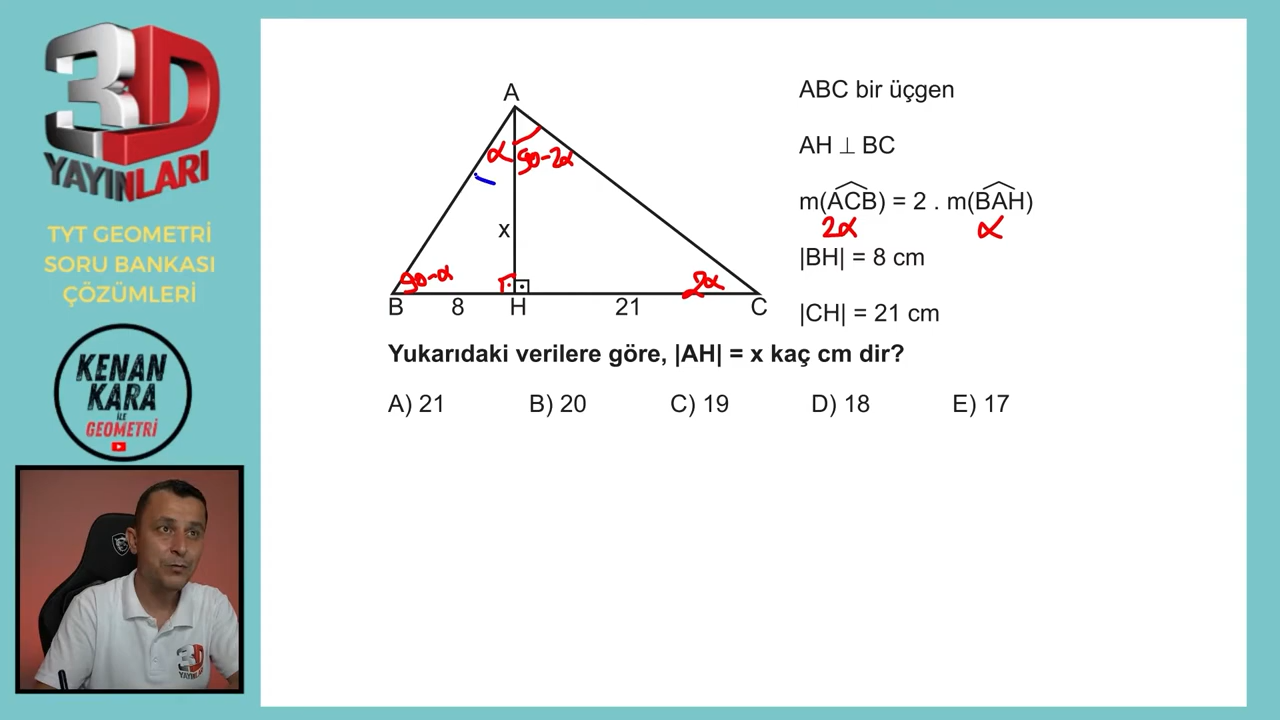 3D
YAYINLARI
TYT GEOMETRİ
SORU BANKASI
ÇÖZÜMLERİ
KENAN
KARA
İLE
GEOMETRİ
3D
YAYINLARI
A
α
90-2α
x
90-α
2α
B
8
H
21
C
ABC bir üçgen
AH ⊥ BC
m(ACB) = 2 . m(BAH)
2α α
|BH| = 8 cm
|CH| = 21 cm
Yukarıdaki verilere göre, |AH| = x kaç cm dir?
A) 21 B) 20 C) 19 D) 18 E) 17